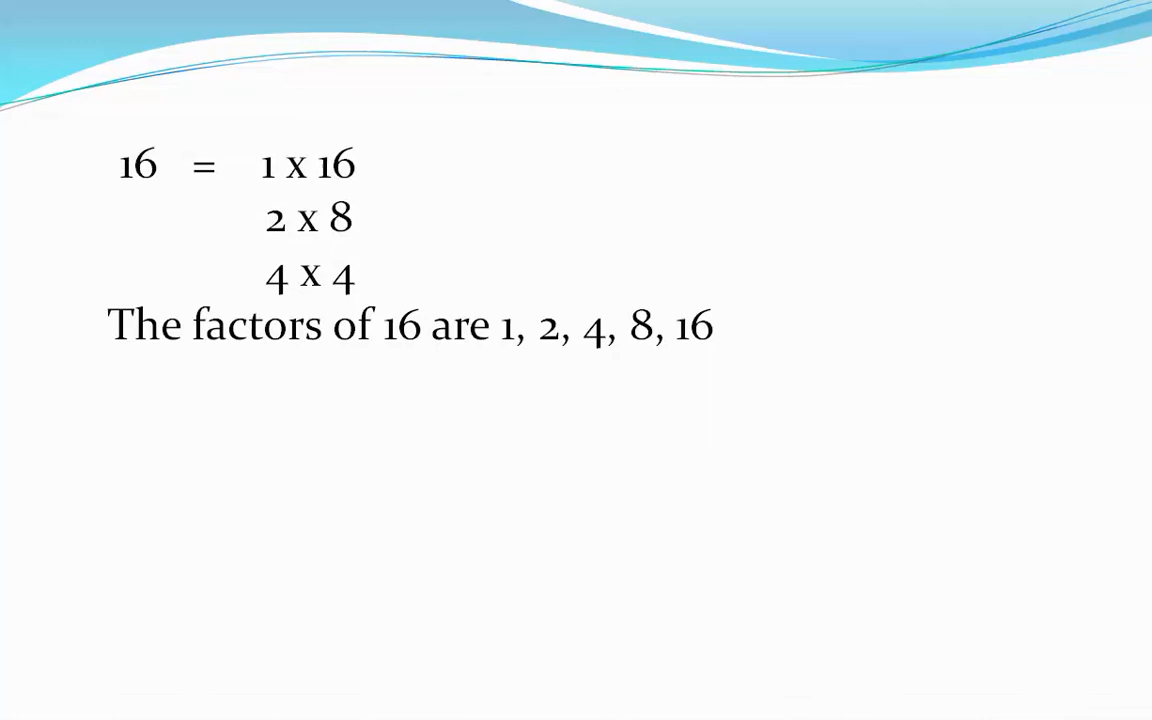 16 = 1 x 16
2 x 8
4 x 4
The factors of 16 are 1, 2, 4, 8, 16